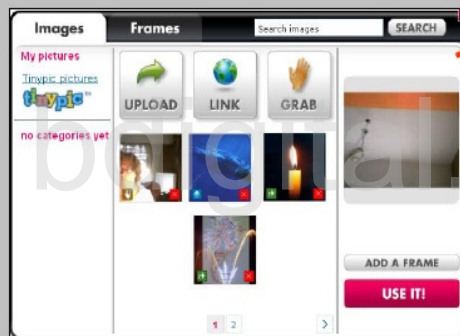 Images
Frames
Search images
SEARCH
My pictures
Tinypic pictures
tinypic
no categories yet
UPLOAD
LINK
GRAB
1 2
ADD A FRAME
USE IT!
bdigital.